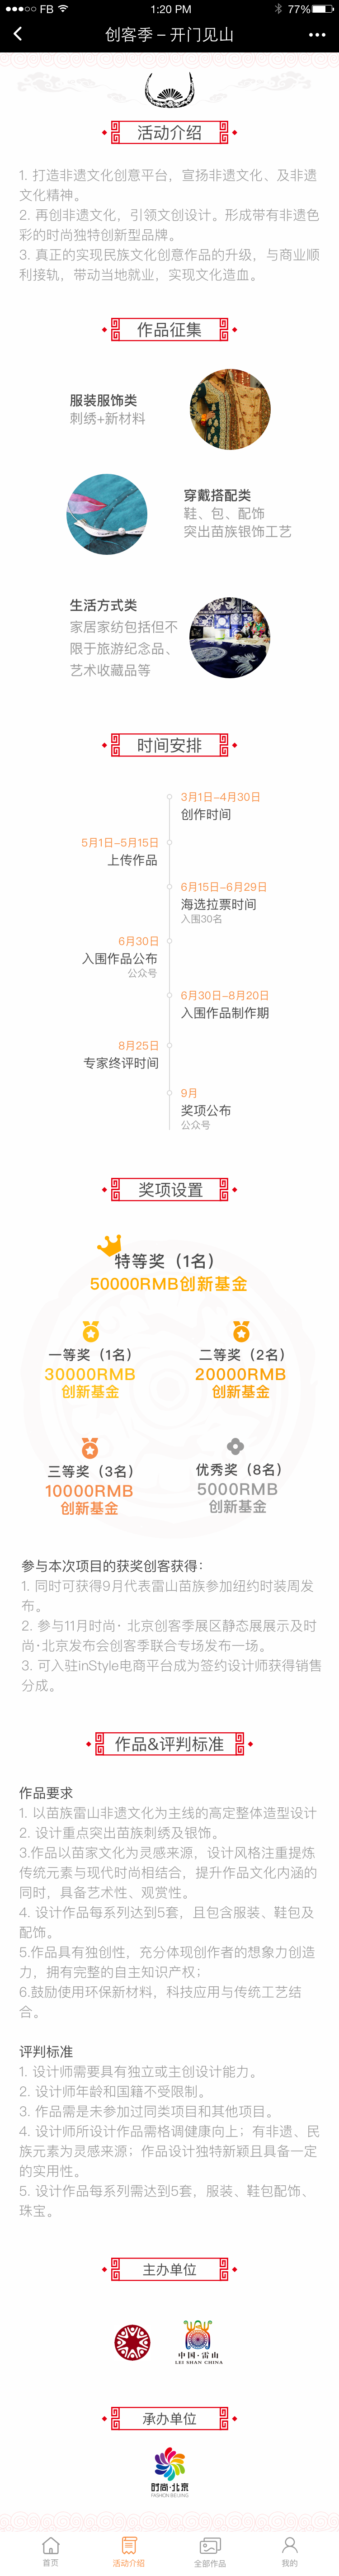 FB 1:20 PM 77%
创客季－开门见山
活动介绍
1. 打造非遗文化创意平台，宣扬非遗文化、及非遗
文化精神。
2. 再创非遗文化，引领文创设计。形成带有非遗色
彩的时尚独特创新型品牌。
3. 真正的实现民族文化创意作品的升级，与商业顺
利接轨，带动当地就业，实现文化造血。
作品征集
服装服饰类
刺绣+新材料
穿戴搭配类
鞋、包、配饰
突出苗族银饰工艺
生活方式类
家居家纺包括但不
限于旅游纪念品、
艺术收藏品等
时间安排
3月1日-4月30日
创作时间
5月1日-5月15日
上传作品
6月15日-6月29日
海选拉票时间
入围30名
6月30日
入围作品公布
公众号
6月30日-8月20日
入围作品制作期
8月25日
专家终评时间
9月
奖项公布
公众号
奖项设置
特等奖（1名）
50000RMB创新基金
一等奖（1名）
30000RMB
创新基金
二等奖（2名）
20000RMB
创新基金
三等奖（3名）
10000RMB
创新基金
优秀奖（8名）
5000RMB
创新基金
参与本次项目的获奖创客获得：
1. 同时可获得9月代表雷山苗族参加纽约时装周发
布。
2. 参与11月时尚· 北京创客季展区静态展展示及时
尚·北京发布会创客季联合专场发布一场。
3. 可入驻inStyle电商平台成为签约设计师获得销售
分成。
作品&评判标准
作品要求
1. 以苗族雷山非遗文化为主线的高定整体造型设计
2. 设计重点突出苗族刺绣及银饰。
3.作品以苗家文化为灵感来源，设计风格注重提炼
传统元素与现代时尚相结合，提升作品文化内涵的
同时，具备艺术性、观赏性。
4. 设计作品每系列达到5套，且包含服装、鞋包及
配饰。
5.作品具有独创性，充分体现创作者的想象力创造
力，拥有完整的自主知识产权；
6.鼓励使用环保新材料，科技应用与传统工艺结
合。
评判标准
1. 设计师需要具有独立或主创设计能力。
2. 设计师年龄和国籍不受限制。
3. 作品需是未参加过同类项目和其他项目。
4. 设计师所设计作品需格调健康向上；有非遗、民
族元素为灵感来源；作品设计独特新颖且具备一定
的实用性。
5. 设计作品每系列需达到5套，服装、鞋包配饰、
珠宝。
主办单位
中国·雷山
LEI SHAN CHINA
承办单位
时尚·北京
FASHION BEIJING
首页 活动介绍 全部作品 我的